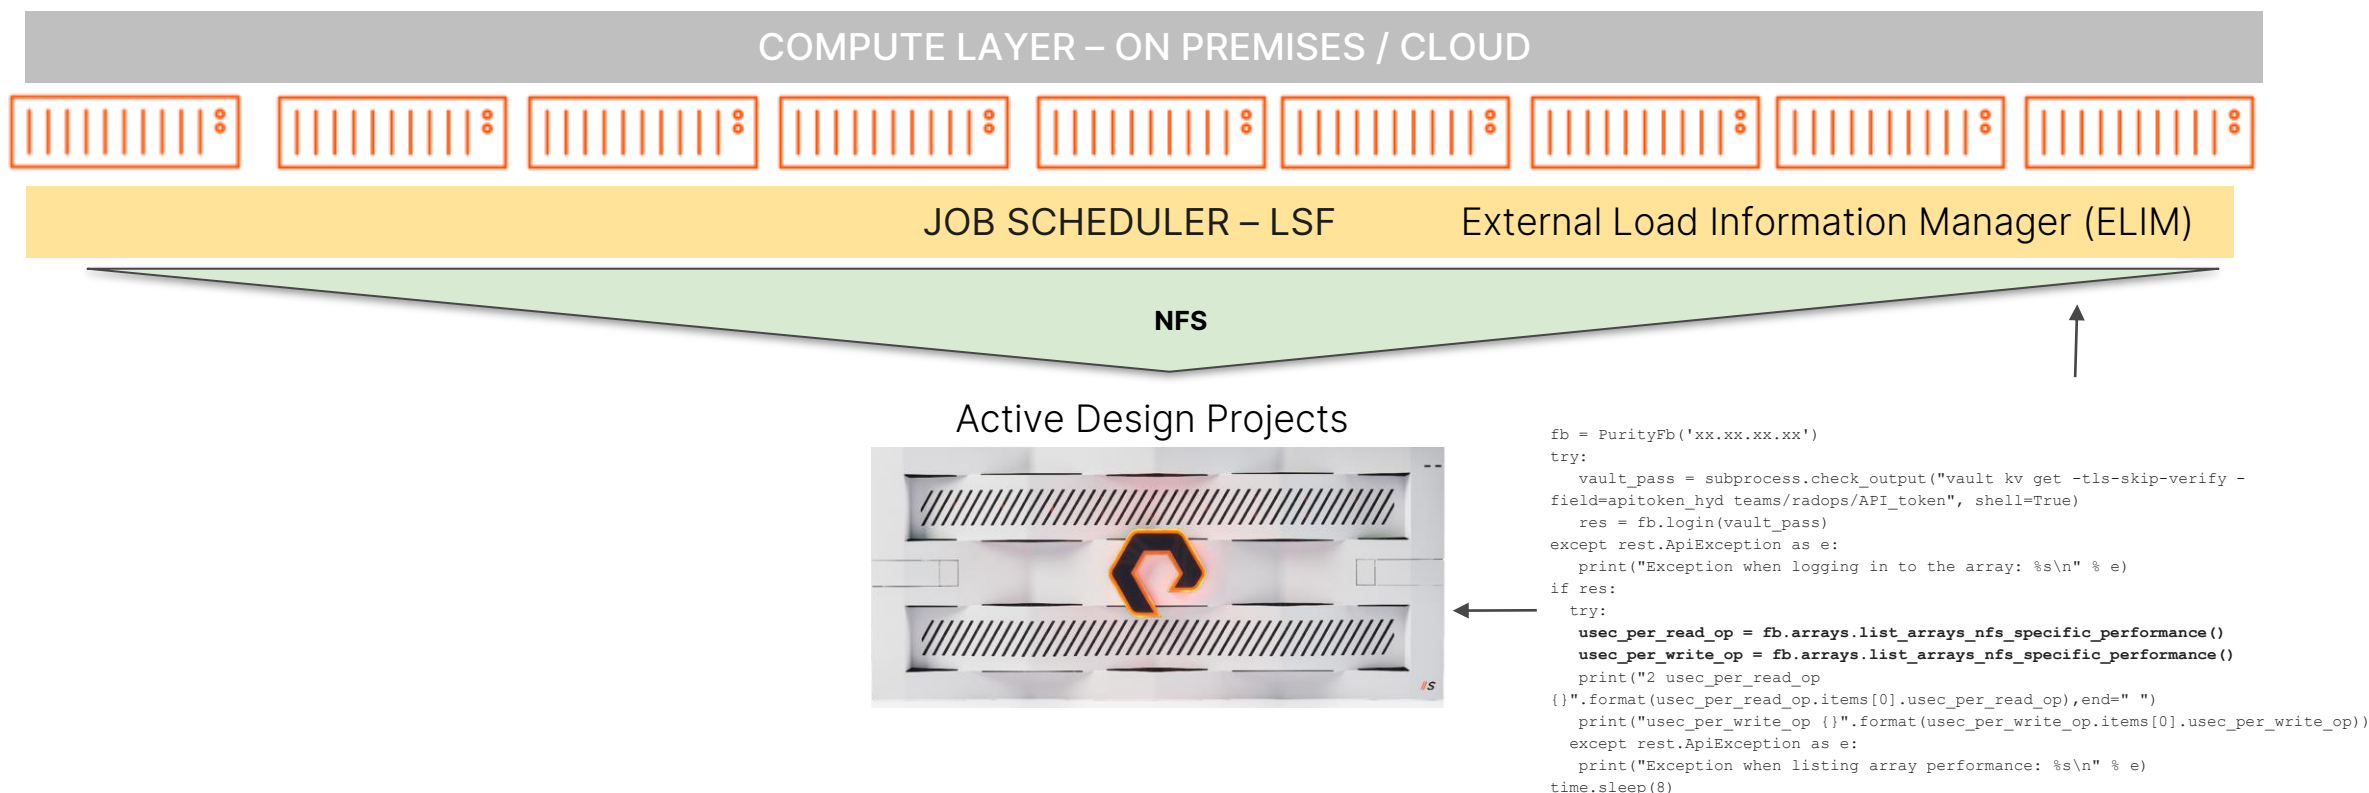 COMPUTE LAYER – ON PREMISES / CLOUD
JOB SCHEDULER – LSF
External Load Information Manager (ELIM)
NFS
Active Design Projects
//S
fb = PurityFb('xx.xx.xx.xx')
try:
   vault_pass = subprocess.check_output("vault kv get -tls-skip-verify -
field=apitoken_hyd teams/radops/API_token", shell=True)
   res = fb.login(vault_pass)
except rest.ApiException as e:
   print("Exception when logging in to the array: %s\n" % e)
if res:
  try:
   usec_per_read_op = fb.arrays.list_arrays_nfs_specific_performance()
   usec_per_write_op = fb.arrays.list_arrays_nfs_specific_performance()
   print("2 usec_per_read_op
{}".format(usec_per_read_op.items[0].usec_per_read_op),end=" ")
   print("usec_per_write_op {}".format(usec_per_write_op.items[0].usec_per_write_op))
  except rest.ApiException as e:
   print("Exception when listing array performance: %s\n" % e)
time.sleep(8)